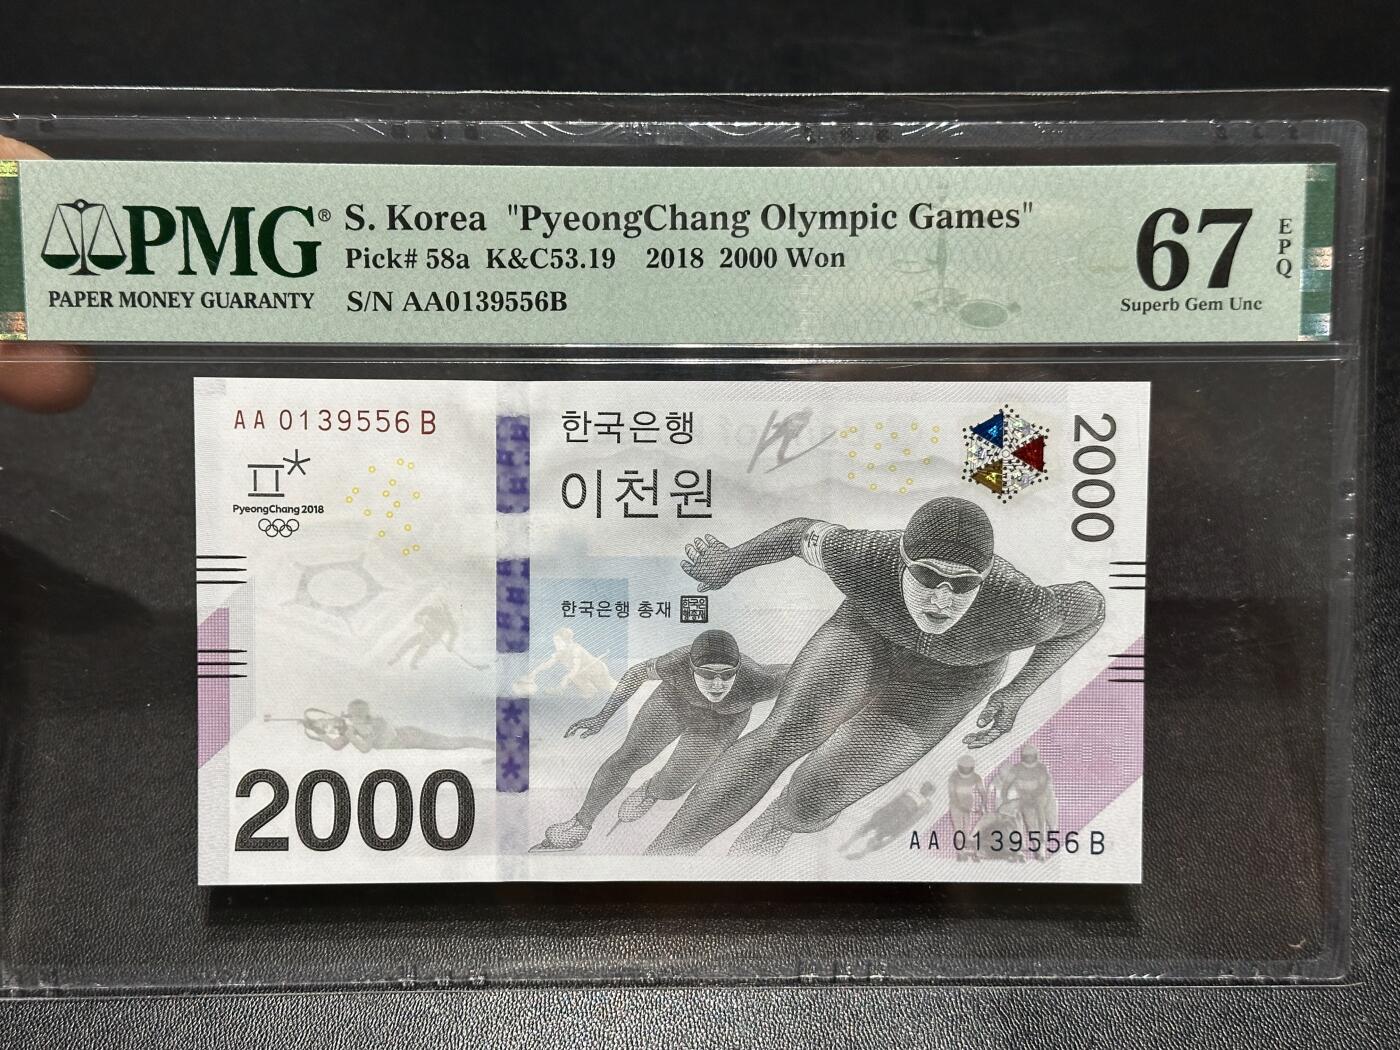 PMG®
PAPER MONEY GUARANTY
S. Korea "PyeongChang Olympic Games"
Pick# 58a K&C53.19 2018 2000 Won
S/N AA0139556B
67
EPQ
Superb Gem Unc
AA 0139556 B
PyeongChang 2018
한국은행
이천원
2000
한국은행 총재
2000
AA 0139556 B